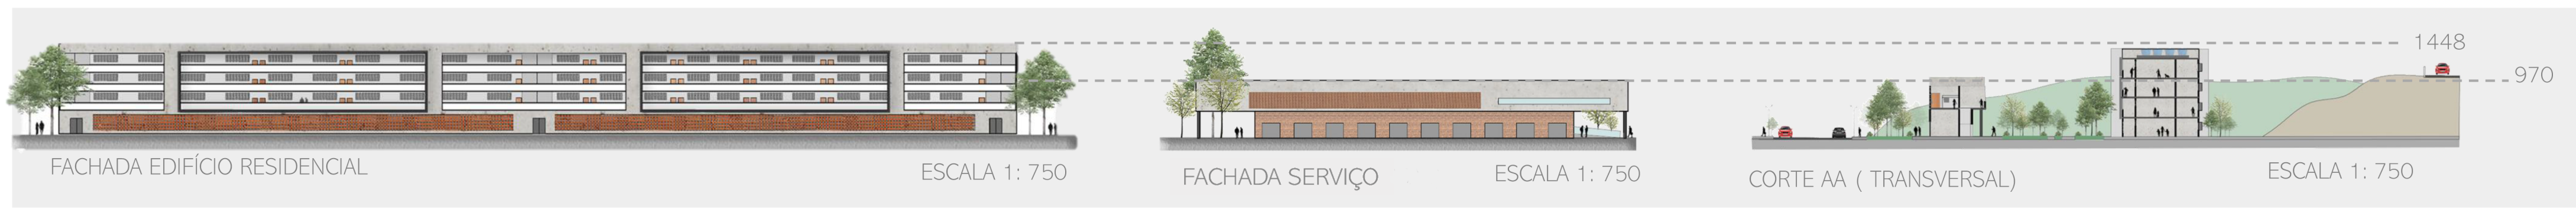 1448
970
FACHADA EDIFÍCIO RESIDENCIAL
ESCALA 1: 750
FACHADA SERVIÇO
ESCALA 1: 750
CORTE AA ( TRANSVERSAL)
ESCALA 1: 750